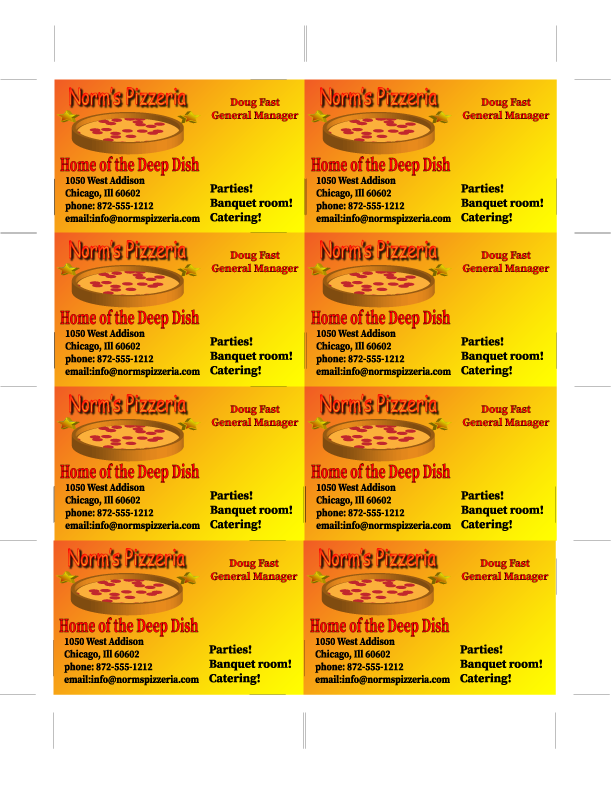 Norm's Pizzeria
Doug Fast
General Manager
Home of the Deep Dish
1050 West Addison
Chicago, Ill 60602
phone: 872-555-1212
email:info@normspizzeria.com
Parties!
Banquet room!
Catering!
Norm's Pizzeria
Doug Fast
General Manager
Home of the Deep Dish
1050 West Addison
Chicago, Ill 60602
phone: 872-555-1212
email:info@normspizzeria.com
Parties!
Banquet room!
Catering!
Norm's Pizzeria
Doug Fast
General Manager
Home of the Deep Dish
1050 West Addison
Chicago, Ill 60602
phone: 872-555-1212
email:info@normspizzeria.com
Parties!
Banquet room!
Catering!
Norm's Pizzeria
Doug Fast
General Manager
Home of the Deep Dish
1050 West Addison
Chicago, Ill 60602
phone: 872-555-1212
email:info@normspizzeria.com
Parties!
Banquet room!
Catering!
Norm's Pizzeria
Doug Fast
General Manager
Home of the Deep Dish
1050 West Addison
Chicago, Ill 60602
phone: 872-555-1212
email:info@normspizzeria.com
Parties!
Banquet room!
Catering!
Norm's Pizzeria
Doug Fast
General Manager
Home of the Deep Dish
1050 West Addison
Chicago, Ill 60602
phone: 872-555-1212
email:info@normspizzeria.com
Parties!
Banquet room!
Catering!
Norm's Pizzeria
Doug Fast
General Manager
Home of the Deep Dish
1050 West Addison
Chicago, Ill 60602
phone: 872-555-1212
email:info@normspizzeria.com
Parties!
Banquet room!
Catering!
Norm's Pizzeria
Doug Fast
General Manager
Home of the Deep Dish
1050 West Addison
Chicago, Ill 60602
phone: 872-555-1212
email:info@normspizzeria.com
Parties!
Banquet room!
Catering!